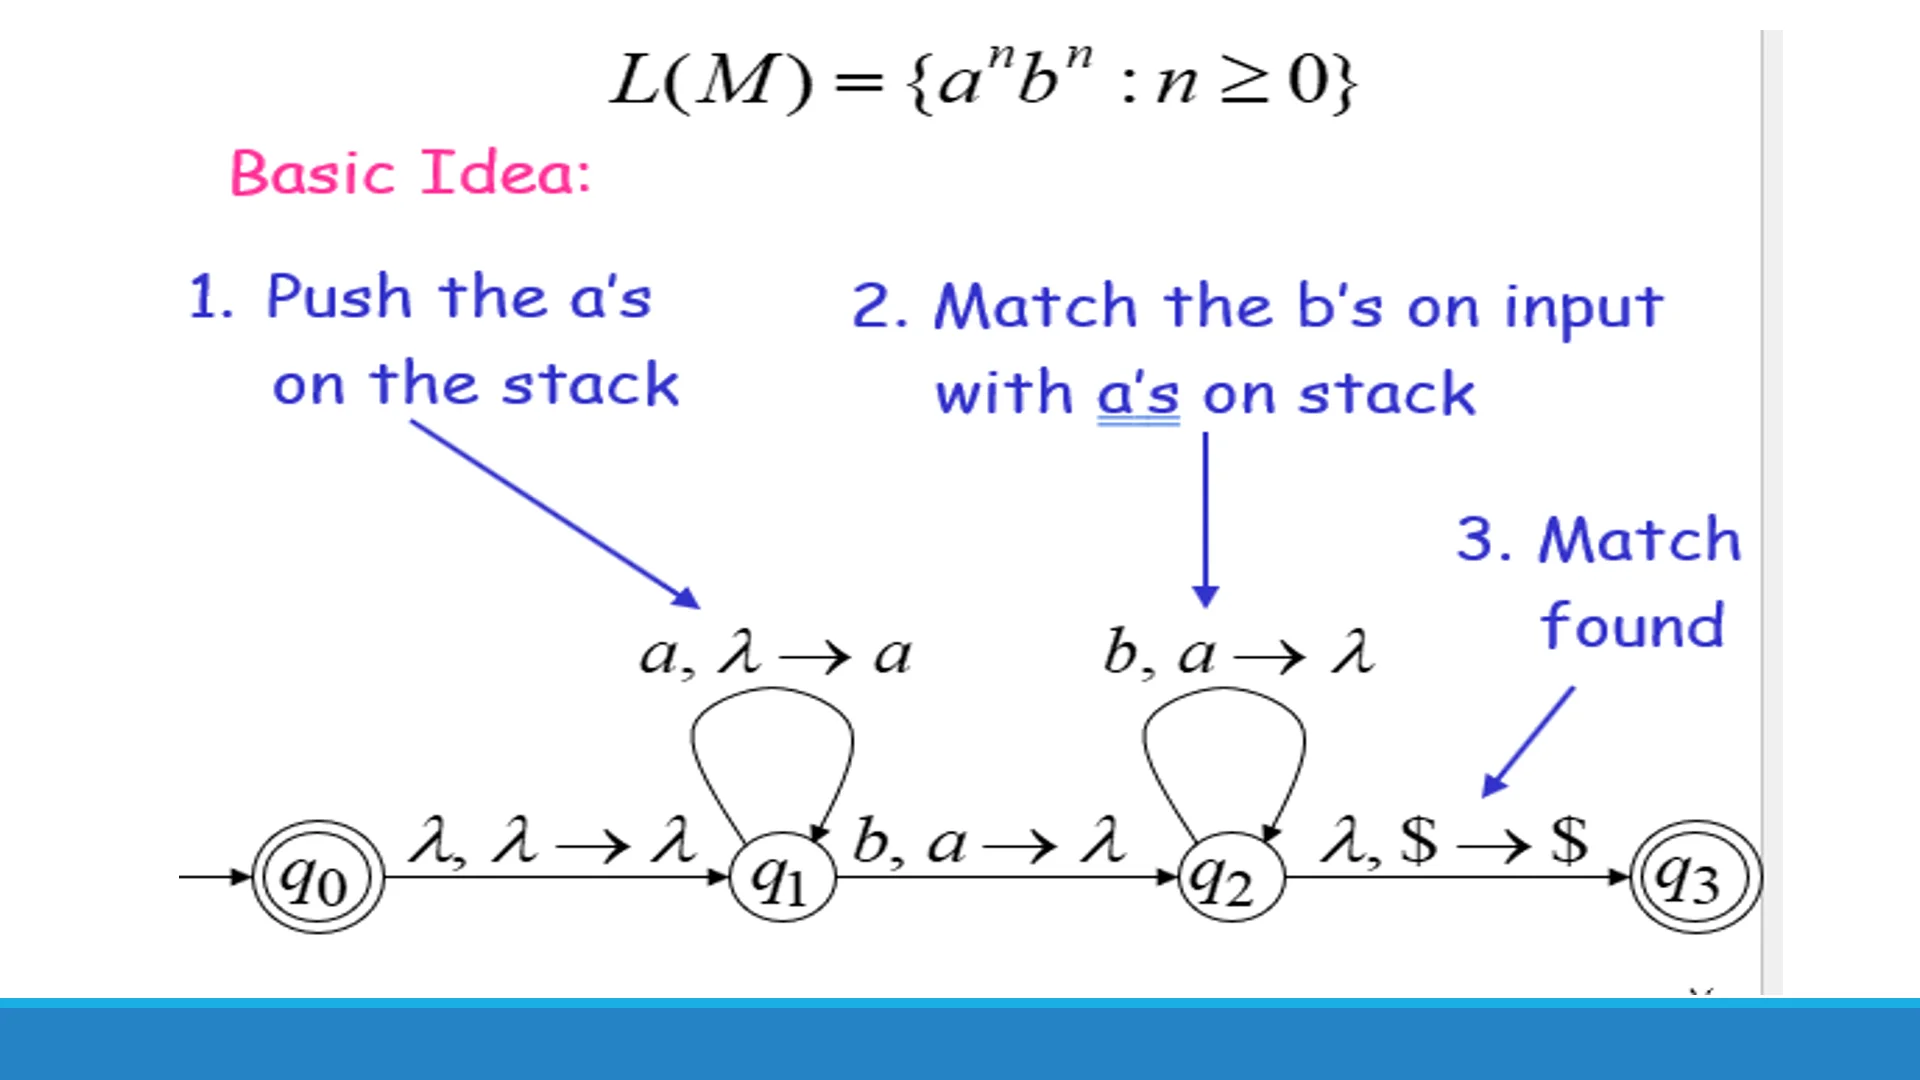 L(M) = {aⁿbⁿ : n ≥ 0}
Basic Idea:
1. Push the a's
on the stack
2. Match the b's on input
with a's on stack
3. Match
found
a, λ → a
b, a → λ
λ, λ → λ
b, a → λ
λ, $ → $
q0
q1
q2
q3